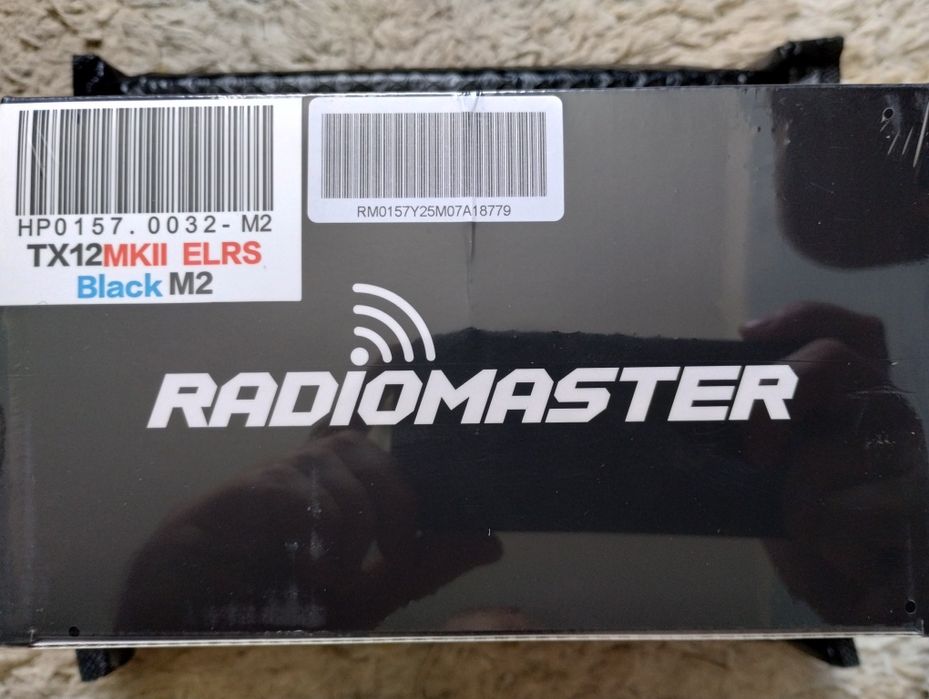 HP0157.0032-M2
TX12MKII ELRS
Black M2
RM0157Y25M07A18779
RADIOMASTER